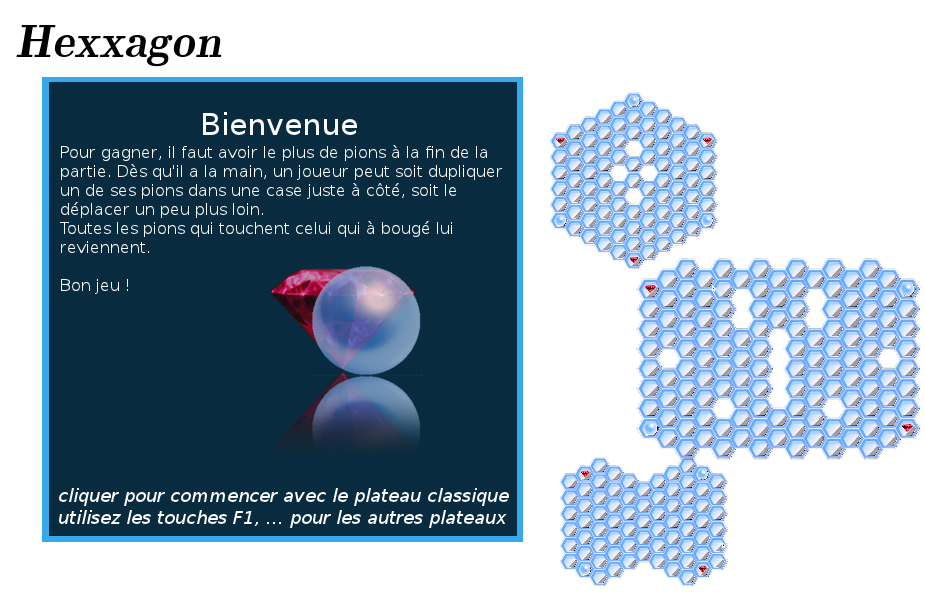 Hexxagon
Bienvenue
Pour gagner, il faut avoir le plus de pions à la fin de la
partie. Dès qu'il a la main, un joueur peut soit dupliquer
un de ses pions dans une case juste à côté, soit le
déplacer un peu plus loin.
Toutes les pions qui touchent celui qui à bougé lui
reviennent.
Bon jeu !
cliquer pour commencer avec le plateau classique
utilisez les touches F1, ... pour les autres plateaux